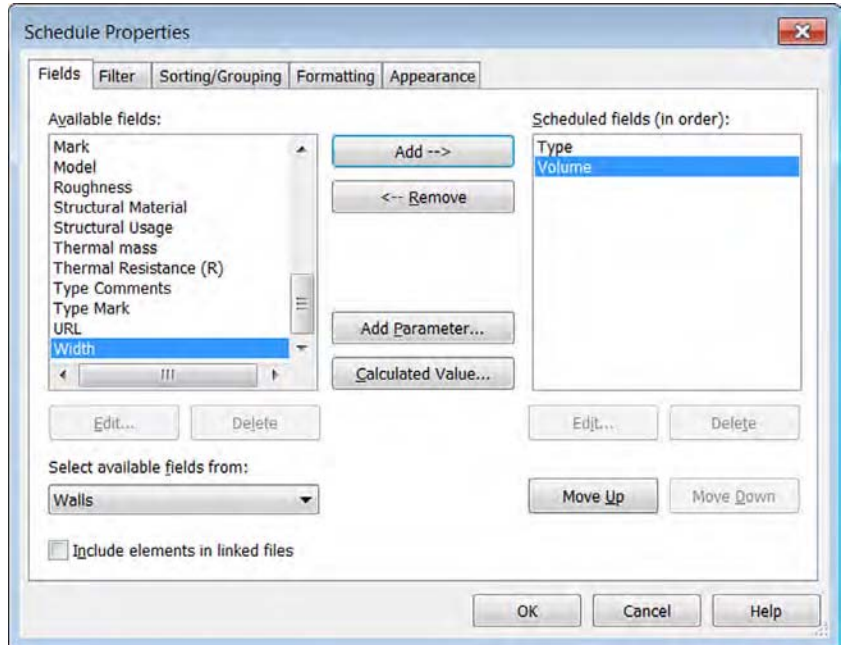 Schedule Properties
Fields Filter Sorting/Grouping Formatting Appearance
Available fields:
Mark
Model
Roughness
Structural Material
Structural Usage
Thermal mass
Thermal Resistance (R)
Type Comments
Type Mark
URL
Width
Edit... Delete
Select available fields from:
Walls
Include elements in linked files
Add -->
<-- Remove
Add Parameter...
Calculated Value...
Scheduled fields (in order):
Type
Volume
Edit... Delete
Move Up Move Down
OK Cancel Help